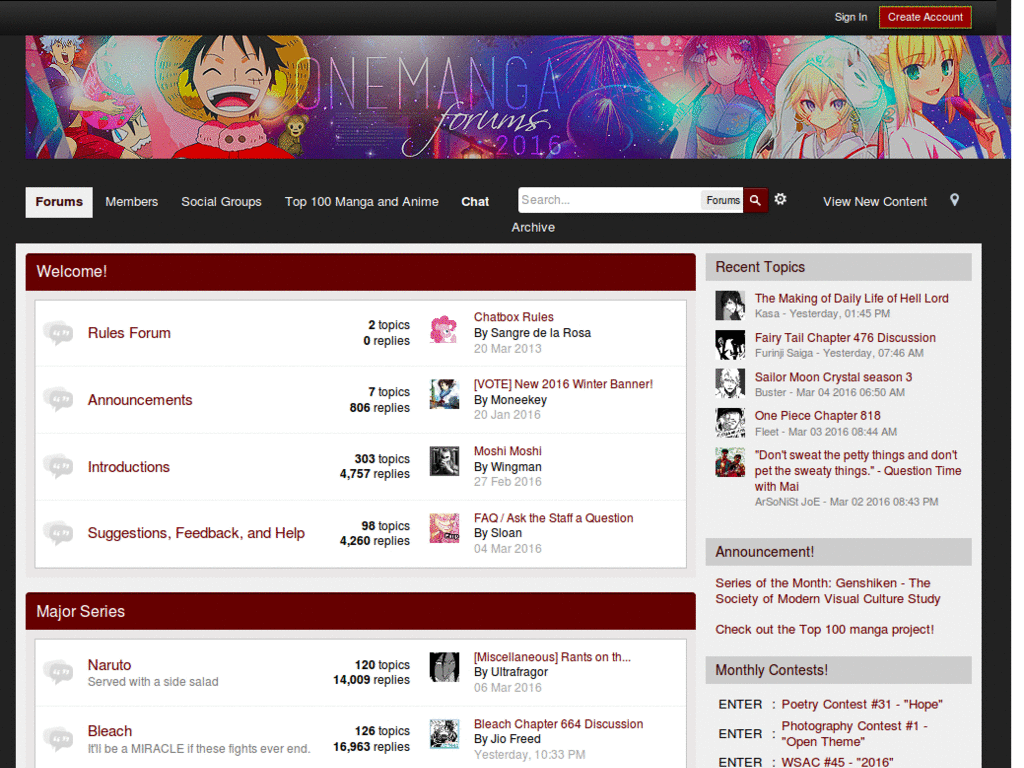 Sign In
Create Account
ONEMANGA
forums
2016
Forums
Members
Social Groups
Top 100 Manga and Anime
Chat
Search...
Forums
View New Content
Archive
Welcome!
Rules Forum
2 topics
0 replies
Chatbox Rules
By Sangre de la Rosa
20 Mar 2013
Announcements
7 topics
806 replies
[VOTE] New 2016 Winter Banner!
By Moneekey
20 Jan 2016
Introductions
303 topics
4,757 replies
Moshi Moshi
By Wingman
27 Feb 2016
Suggestions, Feedback, and Help
98 topics
4,260 replies
FAQ / Ask the Staff a Question
By Sloan
04 Mar 2016
Major Series
Naruto
Served with a side salad
120 topics
14,009 replies
[Miscellaneous] Rants on th...
By Ultrafragor
06 Mar 2016
Bleach
It'll be a MIRACLE if these fights ever end.
126 topics
16,963 replies
Bleach Chapter 664 Discussion
By Jio Freed
Yesterday, 10:33 PM
Recent Topics
The Making of Daily Life of Hell Lord
Kasa - Yesterday, 01:45 PM
Fairy Tail Chapter 476 Discussion
Furinji Saiga - Yesterday, 07:46 AM
Sailor Moon Crystal season 3
Buster - Mar 04 2016 06:50 AM
One Piece Chapter 818
Fleet - Mar 03 2016 08:44 AM
"Don't sweat the petty things and don't
pet the sweaty things." - Question Time
with Mai
ArSoNiSt JoE - Mar 02 2016 08:43 PM
Announcement!
Series of the Month: Genshiken - The
Society of Modern Visual Culture Study
Check out the Top 100 manga project!
Monthly Contests!
ENTER : Poetry Contest #31 - "Hope"
ENTER : Photography Contest #1 -
"Open Theme"
ENTER : WSAC #45 - "2016"